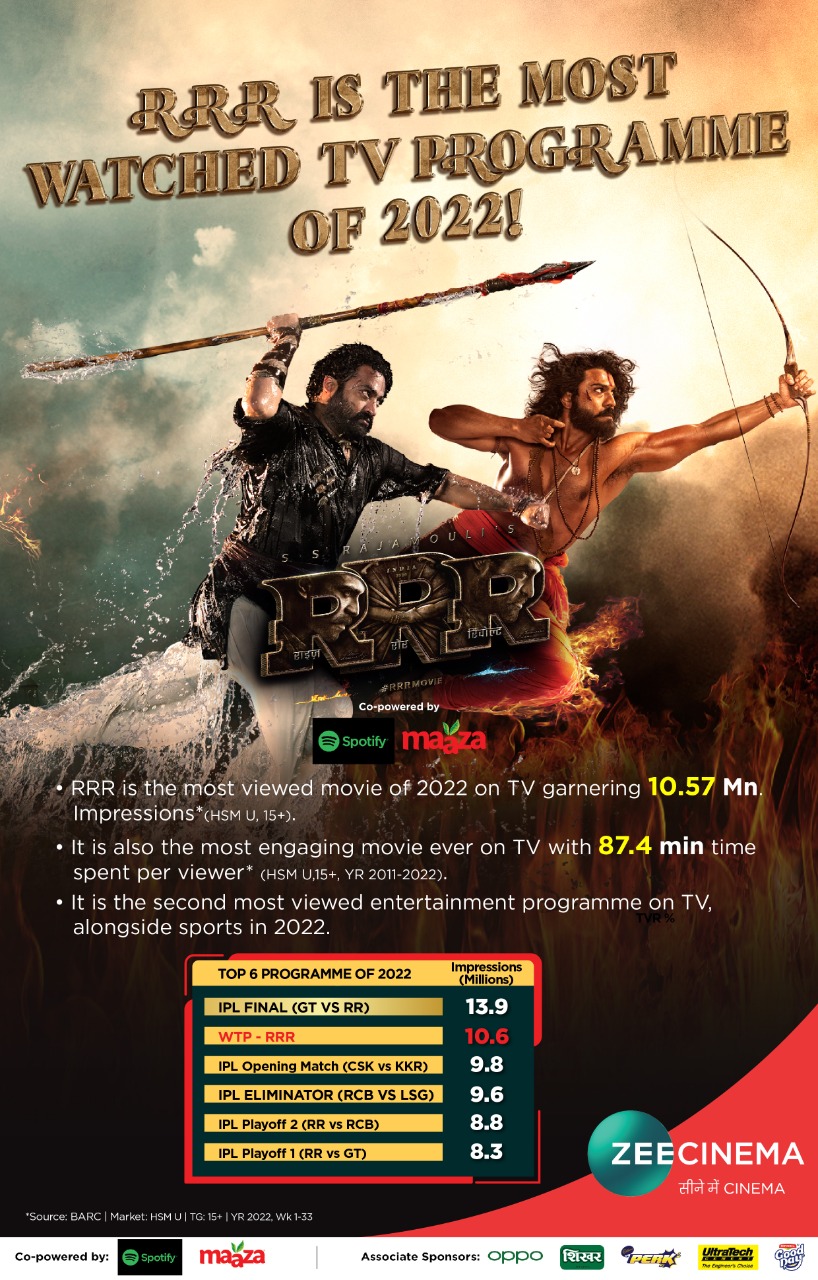 RRR IS THE MOST
WATCHED TV PROGRAMME
OF 2022!
S S RAJAMOULI'S
INDIA
RRR
राइज़ रोर रिवोल्ट
#RRRMOVIE
Co-powered by
Spotify maaza
• RRR is the most viewed movie of 2022 on TV garnering 10.57 Mn.
Impressions*(HSM U, 15+).
• It is also the most engaging movie ever on TV with 87.4 min time
spent per viewer* (HSM U,15+, YR 2011-2022).
• It is the second most viewed entertainment programme on TV,
TVR %
alongside sports in 2022.
TOP 6 PROGRAMME OF 2022 Impressions
(Millions)
IPL FINAL (GT VS RR) 13.9
WTP - RRR 10.6
IPL Opening Match (CSK vs KKR) 9.8
IPL ELIMINATOR (RCB VS LSG) 9.6
IPL Playoff 2 (RR vs RCB) 8.8
IPL Playoff 1 (RR vs GT) 8.3
ZEECINEMA
सीने में CINEMA
*Source: BARC | Market: HSM U | TG: 15+ | YR 2022, Wk 1-33
Co-powered by: Spotify maaza Associate Sponsors: oppo शिखर PERK UltraTech CEMENT The Engineer's Choice Good Day